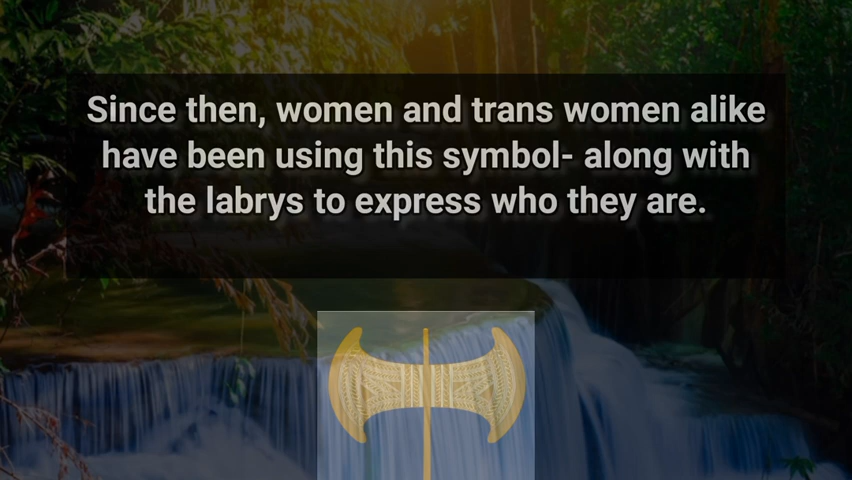 Since then, women and trans women alike
have been using this symbol- along with
the labrys to express who they are.